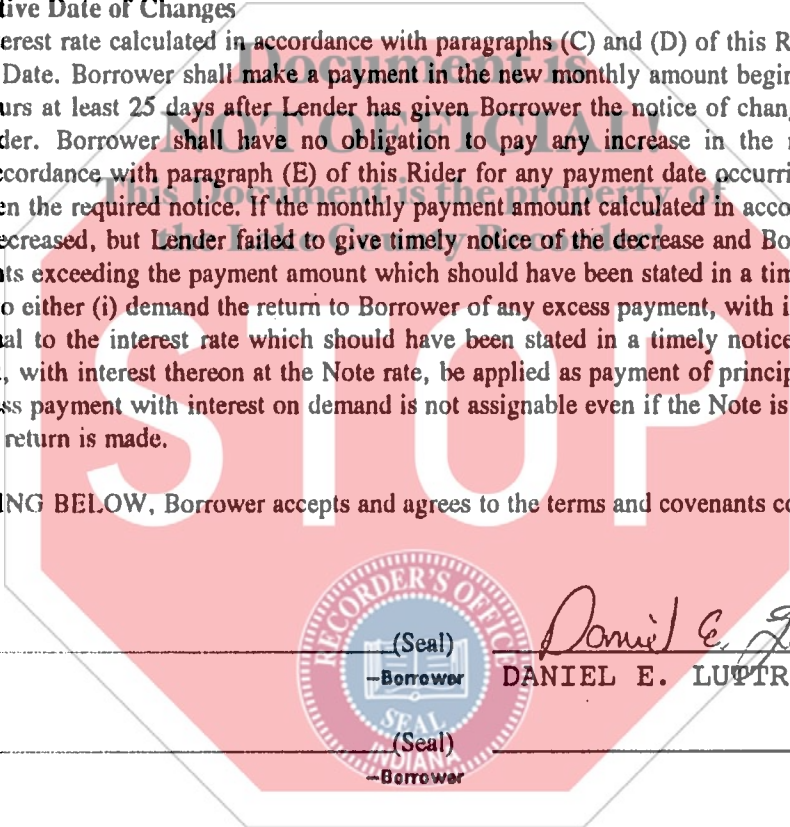 tive Date of Changes
erest rate calculated in accordance with paragraphs (C) and (D) of this R
Date. Borrower shall make a payment in the new monthly amount begin
urs at least 25 days after Lender has given Borrower the notice of chan
der. Borrower shall have no obligation to pay any increase in the
ccordance with paragraph (E) of this Rider for any payment date occurri
en the required notice. If the monthly payment amount calculated in acco
ecreased, but Lender failed to give timely notice of the decrease and Bo
ts exceeding the payment amount which should have been stated in a tim
o either (i) demand the return to Borrower of any excess payment, with i
al to the interest rate which should have been stated in a timely notice
, with interest thereon at the Note rate, be applied as payment of princip
ss payment with interest on demand is not assignable even if the Note is
return is made.
NG BELOW, Borrower accepts and agrees to the terms and covenants co
Document is
NOT OFFICIAL!
This Document is the property of
the Lake County Recorder!
STOP
RECORDER'S OFFICE
SEAL
INDIANA
(Seal)
-Borrower
Daniel E.
DANIEL E. LUTTR
(Seal)
-Borrower